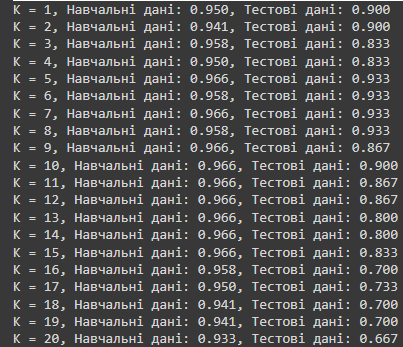 K = 1, Навчальні дані: 0.950, Тестові дані: 0.900
K = 2, Навчальні дані: 0.941, Тестові дані: 0.900
K = 3, Навчальні дані: 0.958, Тестові дані: 0.833
K = 4, Навчальні дані: 0.950, Тестові дані: 0.833
K = 5, Навчальні дані: 0.966, Тестові дані: 0.933
K = 6, Навчальні дані: 0.958, Тестові дані: 0.933
K = 7, Навчальні дані: 0.966, Тестові дані: 0.933
K = 8, Навчальні дані: 0.958, Тестові дані: 0.933
K = 9, Навчальні дані: 0.966, Тестові дані: 0.867
K = 10, Навчальні дані: 0.966, Тестові дані: 0.900
K = 11, Навчальні дані: 0.966, Тестові дані: 0.867
K = 12, Навчальні дані: 0.966, Тестові дані: 0.867
K = 13, Навчальні дані: 0.966, Тестові дані: 0.800
K = 14, Навчальні дані: 0.966, Тестові дані: 0.800
K = 15, Навчальні дані: 0.966, Тестові дані: 0.833
K = 16, Навчальні дані: 0.958, Тестові дані: 0.700
K = 17, Навчальні дані: 0.950, Тестові дані: 0.733
K = 18, Навчальні дані: 0.941, Тестові дані: 0.700
K = 19, Навчальні дані: 0.941, Тестові дані: 0.700
K = 20, Навчальні дані: 0.933, Тестові дані: 0.667